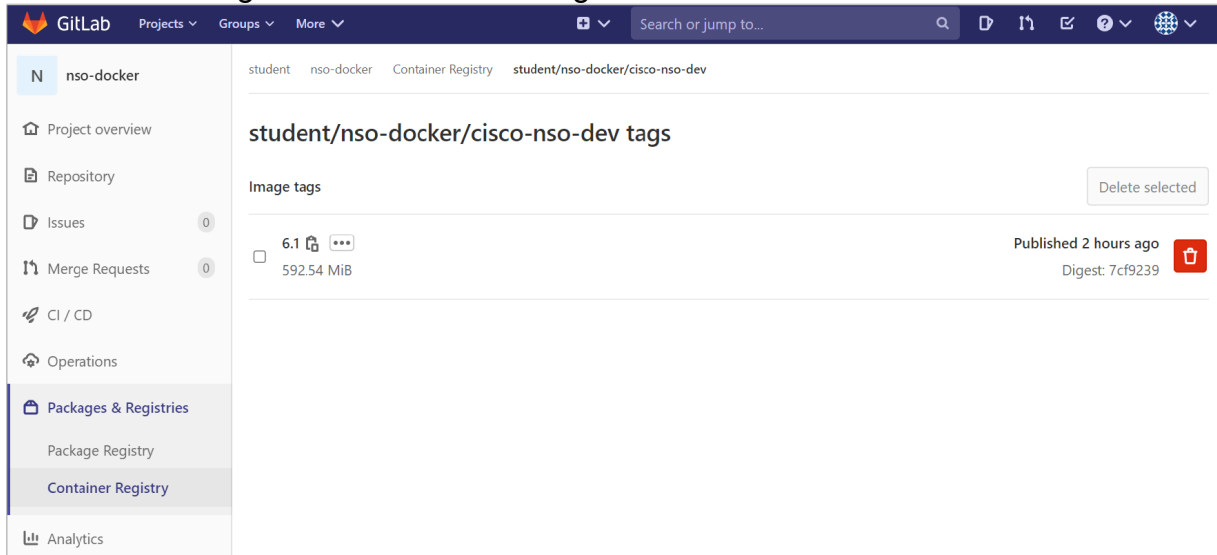 GitLab Projects Groups More Search or jump to...
N nso-docker
student nso-docker Container Registry student/nso-docker/cisco-nso-dev
Project overview
student/nso-docker/cisco-nso-dev tags
Repository
Image tags Delete selected
Issues 0
6.1 Published 2 hours ago
Merge Requests 0
592.54 MiB Digest: 7cf9239
CI / CD
Operations
Packages & Registries
Package Registry
Container Registry
Analytics